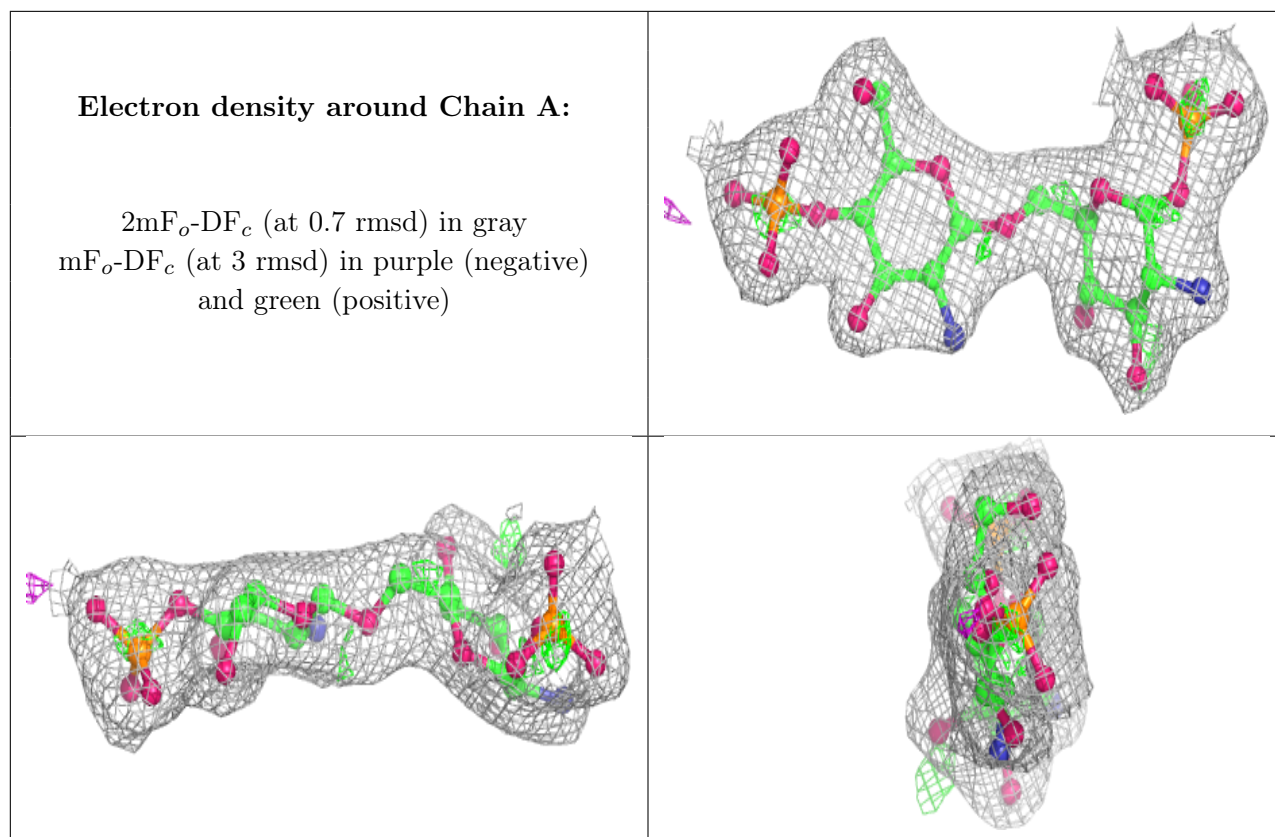 Electron density around Chain A:
2mFₒ-DF𝒸 (at 0.7 rmsd) in gray
mFₒ-DF𝒸 (at 3 rmsd) in purple (negative)
and green (positive)